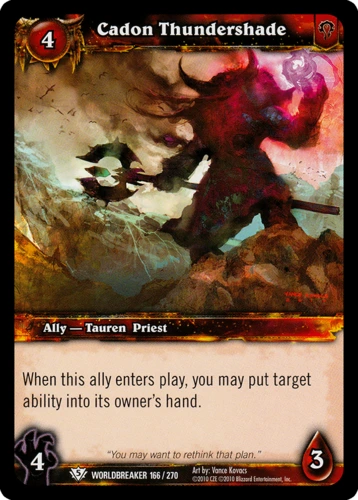 4
Cadon Thundershade
Ally — Tauren Priest
When this ally enters play, you may put target
ability into its owner's hand.
"You may want to rethink that plan."
4
WORLDBREAKER 166/270
Art by: Vance Kovacs
©2010 CZE ©2010 Blizzard Entertainment, Inc.
3